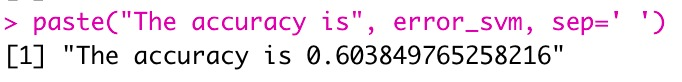 > paste("The accuracy is", error_svm, sep=' ')
[1] "The accuracy is 0.603849765258216"